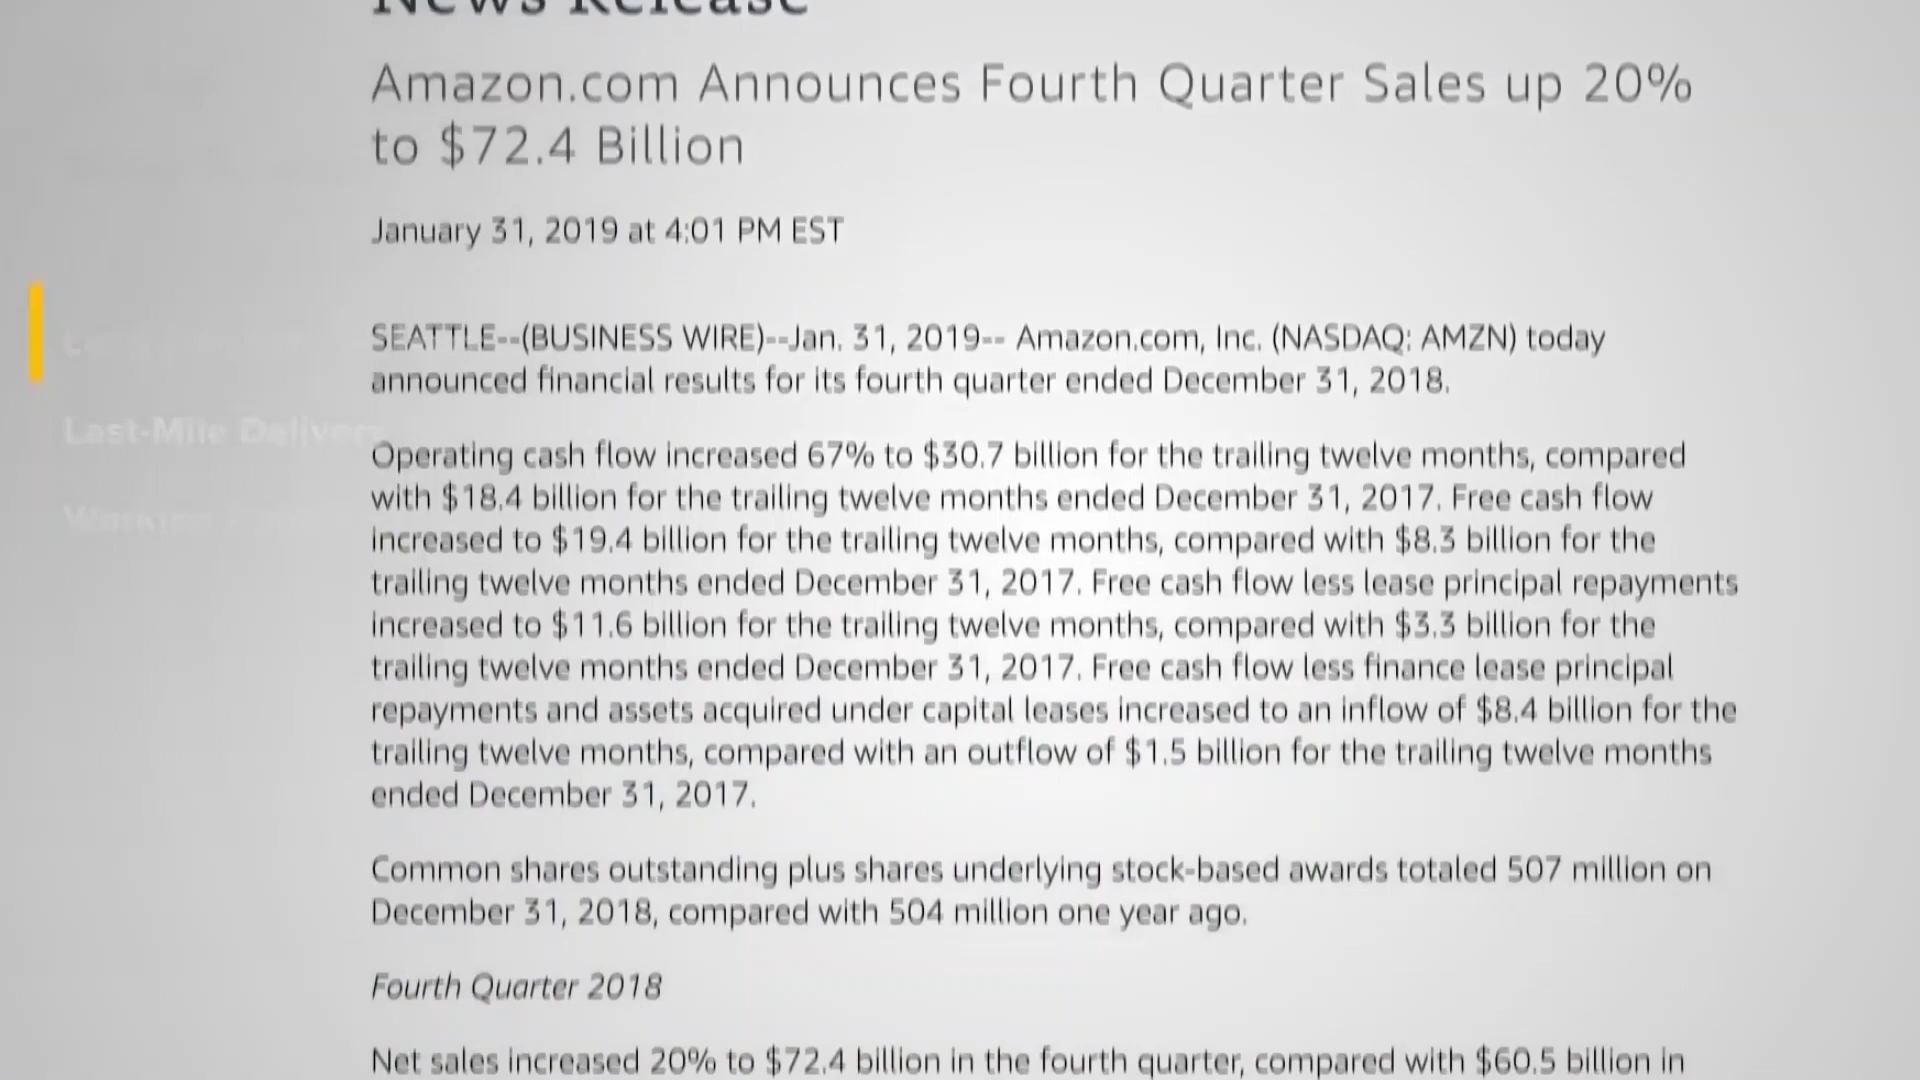 News Release
Amazon.com Announces Fourth Quarter Sales up 20%
to $72.4 Billion
January 31, 2019 at 4:01 PM EST
SEATTLE--(BUSINESS WIRE)--Jan. 31, 2019-- Amazon.com, Inc. (NASDAQ: AMZN) today
announced financial results for its fourth quarter ended December 31, 2018.
Last-Mile Delivery
Operating cash flow increased 67% to $30.7 billion for the trailing twelve months, compared
with $18.4 billion for the trailing twelve months ended December 31, 2017. Free cash flow
increased to $19.4 billion for the trailing twelve months, compared with $8.3 billion for the
trailing twelve months ended December 31, 2017. Free cash flow less lease principal repayments
increased to $11.6 billion for the trailing twelve months, compared with $3.3 billion for the
trailing twelve months ended December 31, 2017. Free cash flow less finance lease principal
repayments and assets acquired under capital leases increased to an inflow of $8.4 billion for the
trailing twelve months, compared with an outflow of $1.5 billion for the trailing twelve months
ended December 31, 2017.
Common shares outstanding plus shares underlying stock-based awards totaled 507 million on
December 31, 2018, compared with 504 million one year ago.
Fourth Quarter 2018
Net sales increased 20% to $72.4 billion in the fourth quarter, compared with $60.5 billion in